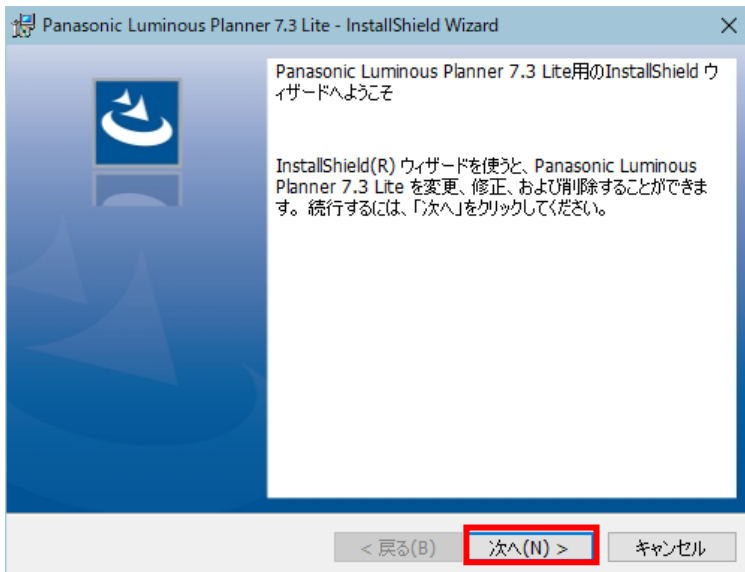 Panasonic Luminous Planner 7.3 Lite - InstallShield Wizard
Panasonic Luminous Planner 7.3 Lite用のInstallShield ウ
ィザードへようこそ
InstallShield(R) ウィザードを使うと、Panasonic Luminous
Planner 7.3 Lite を変更、修正、および削除することができま
す。続行するには、「次へ」をクリックしてください。
< 戻る(B)
次へ(N) >
キャンセル